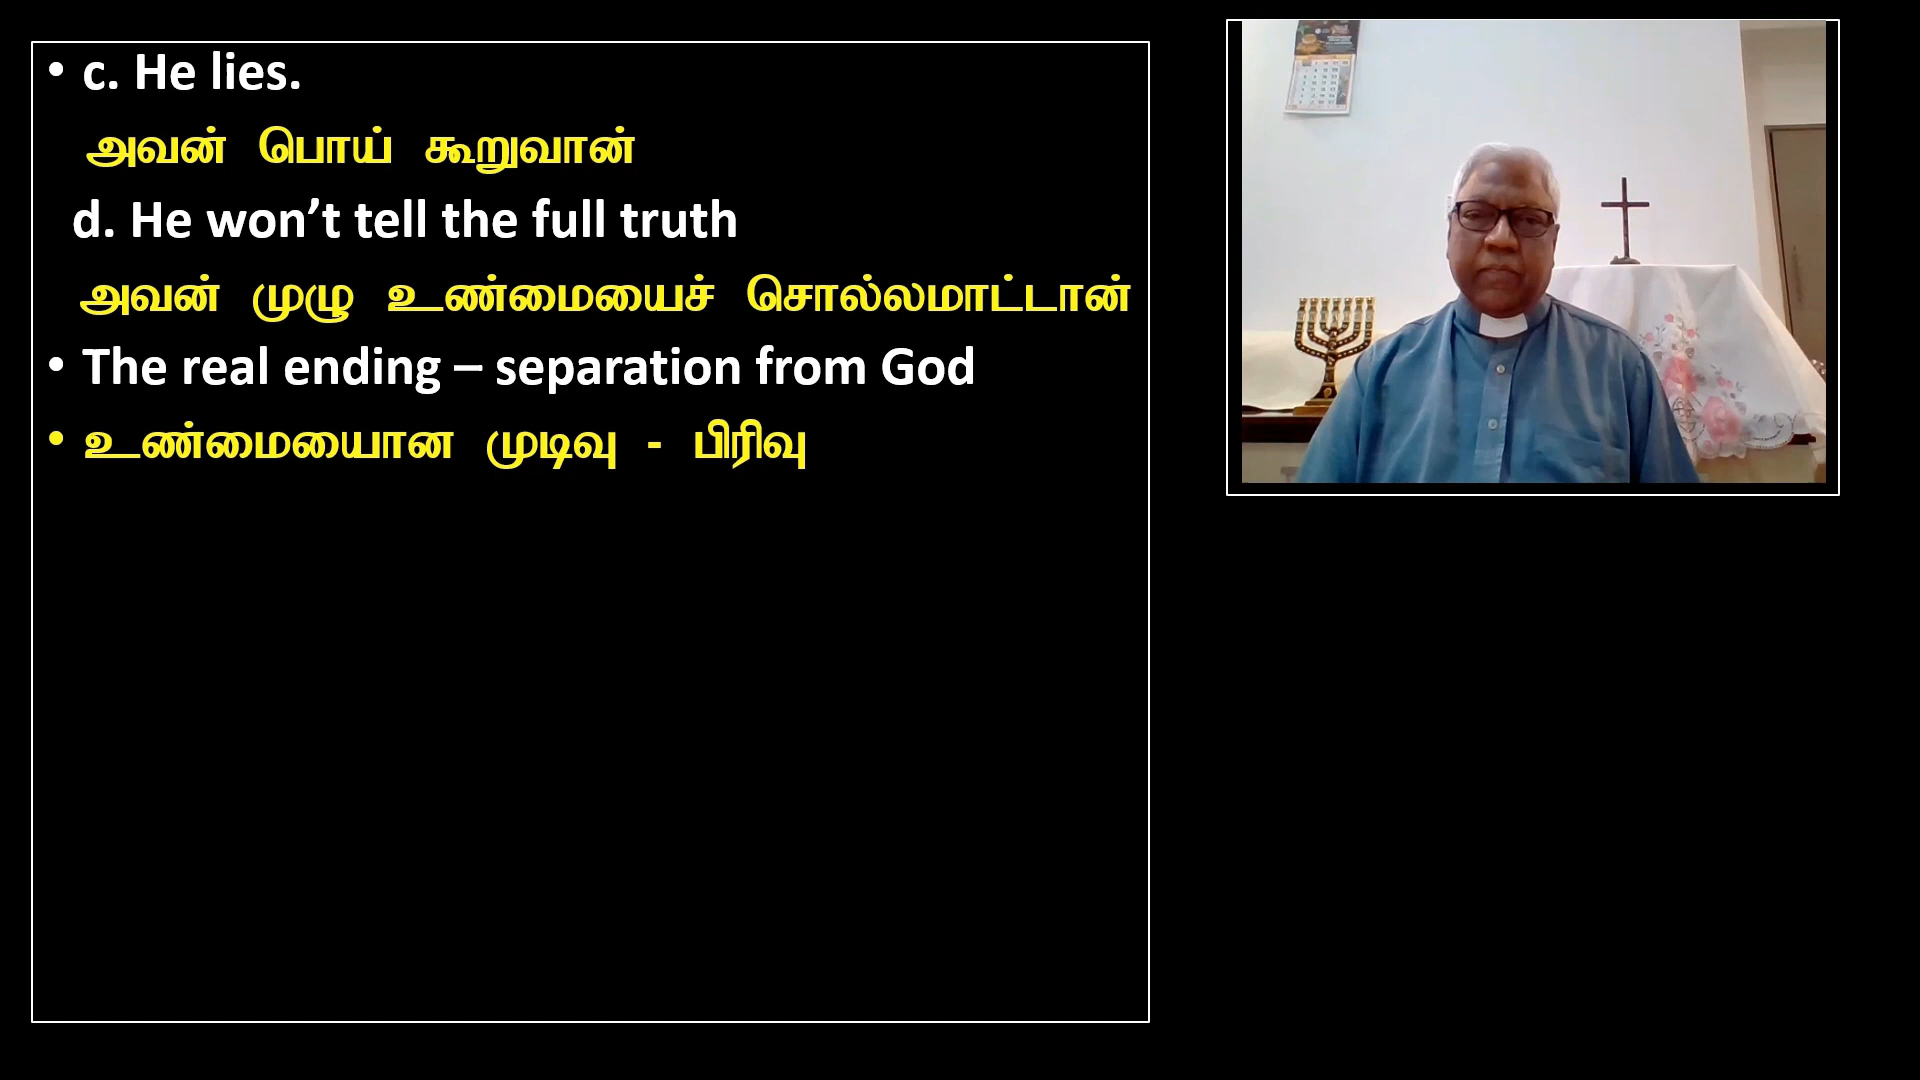 • c. He lies.
அவன் பொய் கூறுவான்
d. He won’t tell the full truth
அவன் முழு உண்மையைச் சொல்லமாட்டான்
• The real ending – separation from God
• உண்மையான முடிவு - பிரிவு